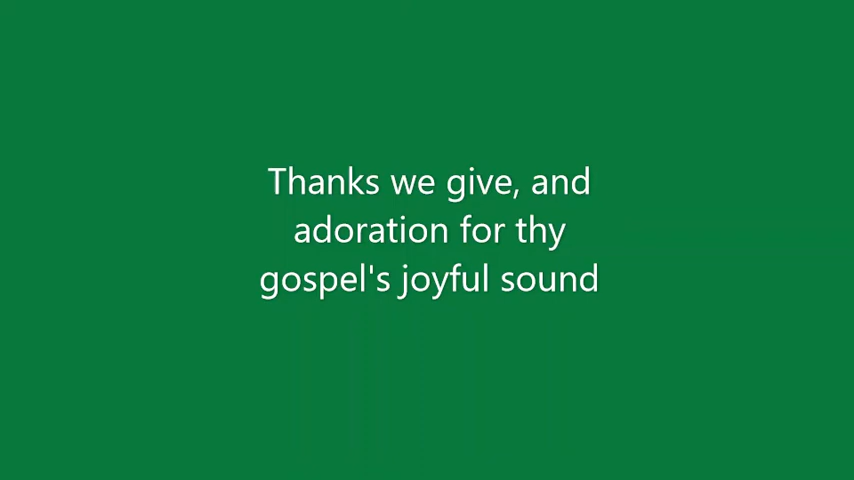 Thanks we give, and
adoration for thy
gospel's joyful sound